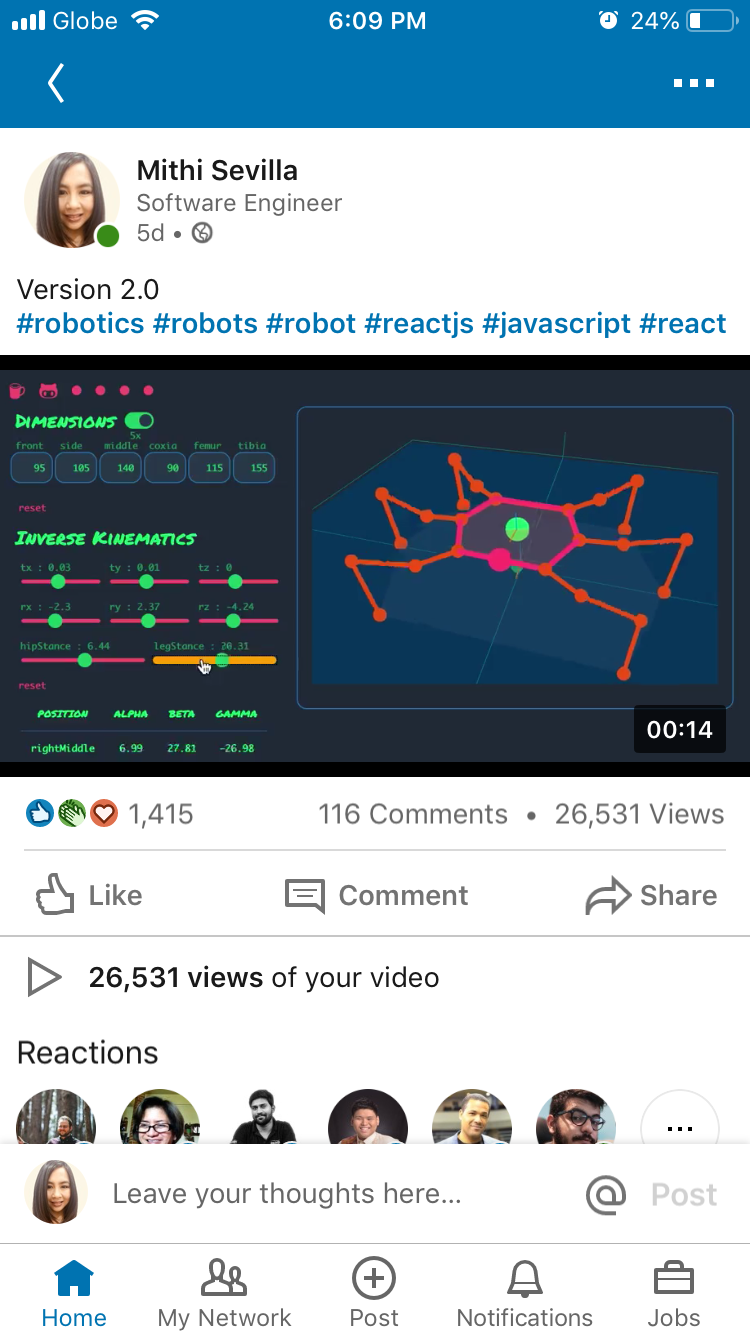 Globe 6:09 PM 24%
Mithi Sevilla
Software Engineer
5d •
Version 2.0
#robotics #robots #robot #reactjs #javascript #react
DIMENSIONS
5x
front side middle coxia femur tibia
95 105 140 90 115 155
reset
INVERSE KINEMATICS
tx : 0.03 ty : 0.01 tz : 0
rx : -2.3 ry : 2.37 rz : -4.24
hipStance : 6.44 legStance : 20.31
reset
POSITION ALPHA BETA GAMMA
rightMiddle 6.99 27.81 -26.98
00:14
1,415 116 Comments • 26,531 Views
Like Comment Share
26,531 views of your video
Reactions
...
Leave your thoughts here... @ Post
Home My Network Post Notifications Jobs